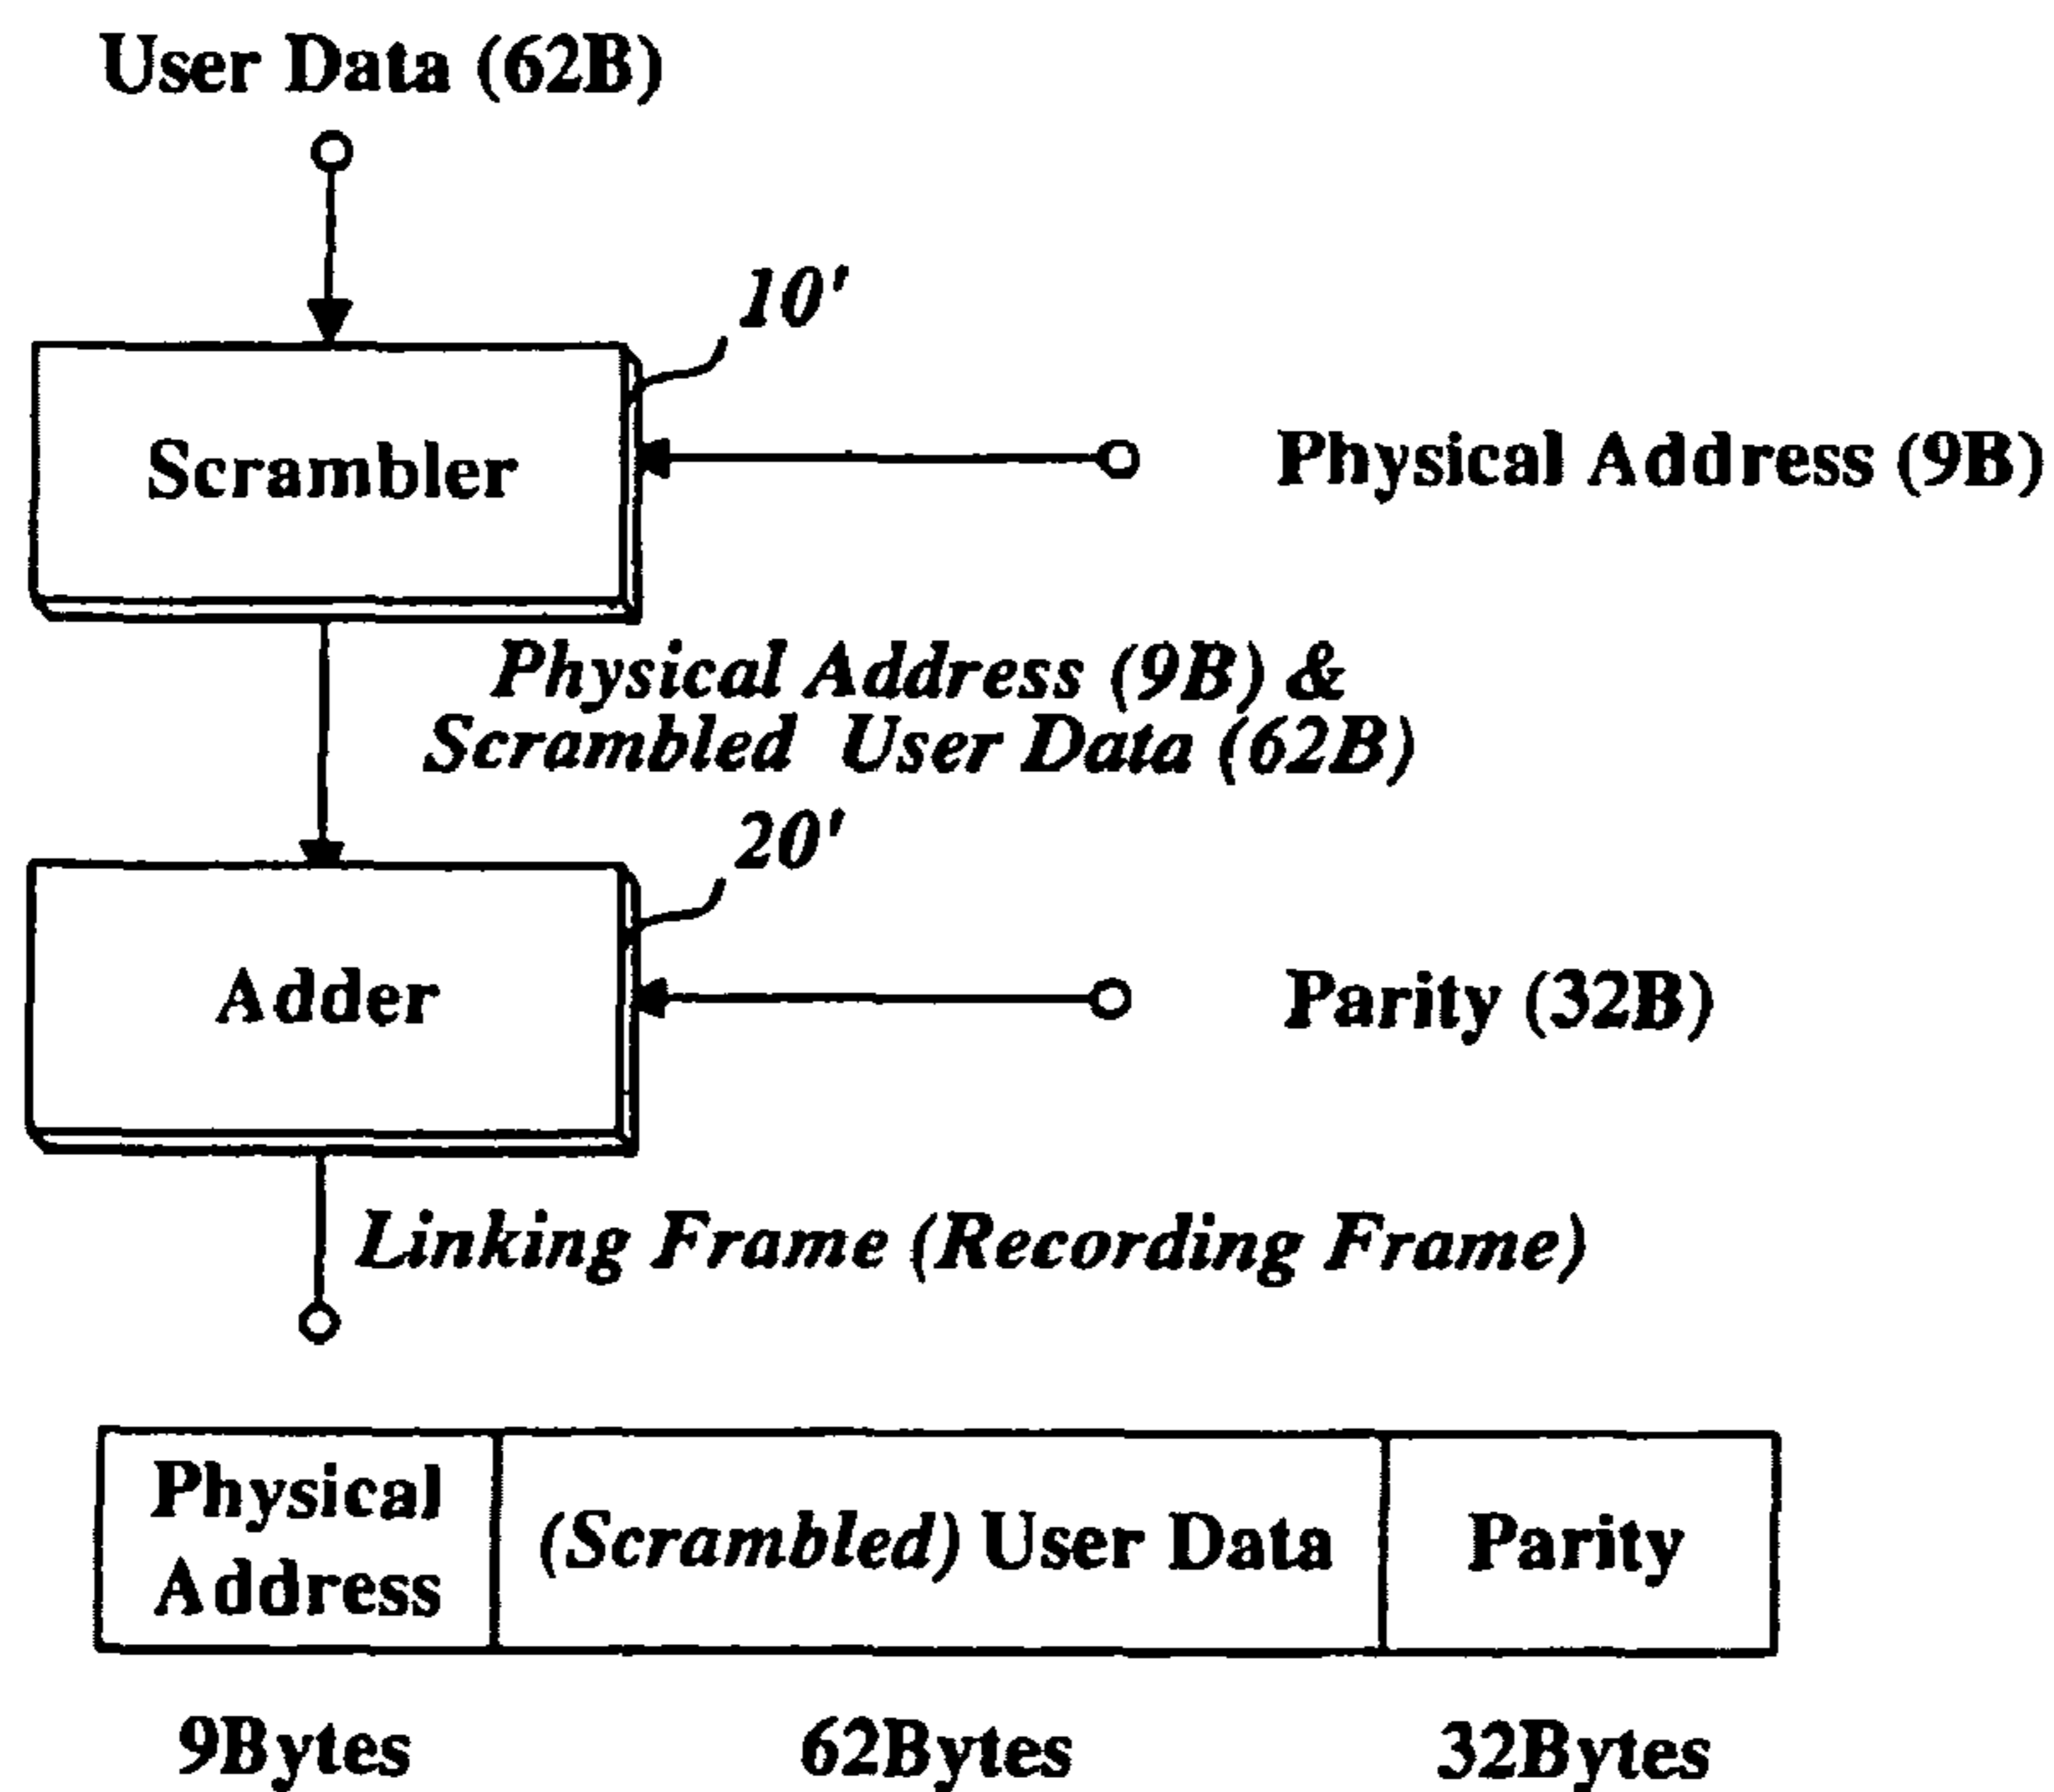 User Data (62B)
10'
Scrambler
Physical Address (9B)
Physical Address (9B) &
Scrambled User Data (62B)
20'
Adder
Parity (32B)
Linking Frame (Recording Frame)
Physical
Address
(Scrambled) User Data
Parity
9Bytes
62Bytes
32Bytes